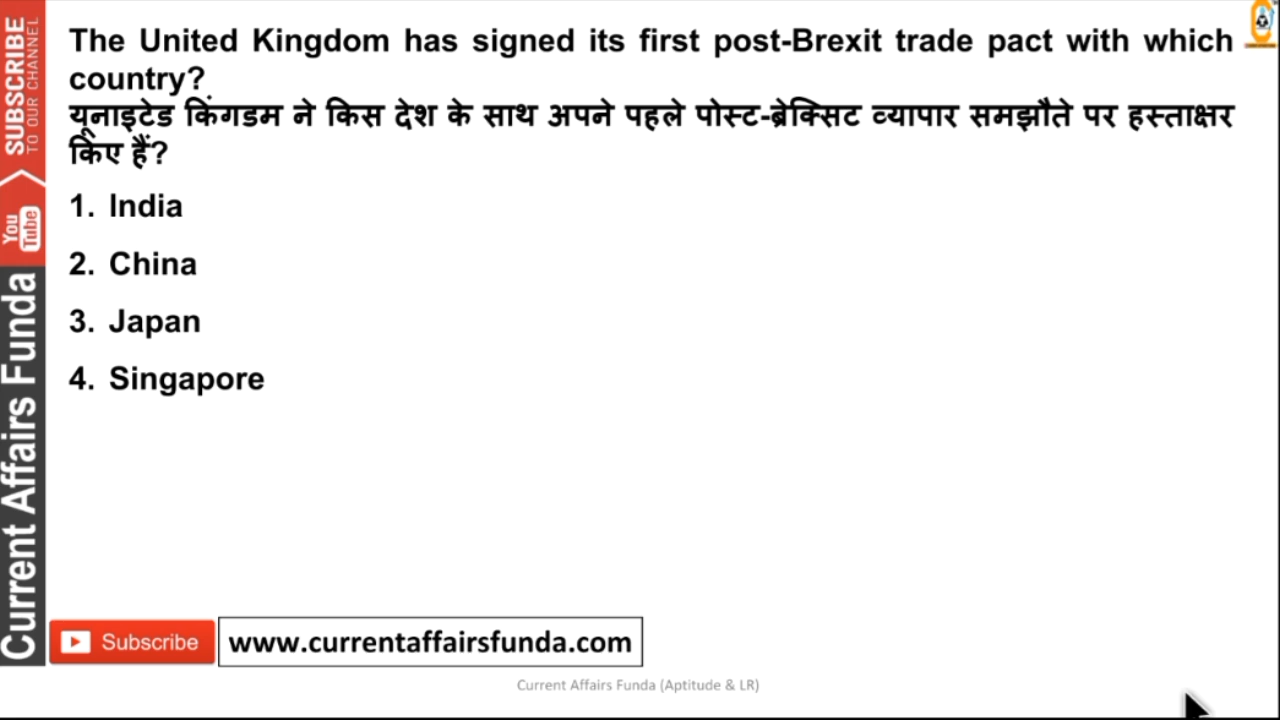 The United Kingdom has signed its first post-Brexit trade pact with which
country?
यूनाइटेड किंगडम ने किस देश के साथ अपने पहले पोस्ट-ब्रेक्सिट व्यापार समझौते पर हस्ताक्षर
किए हैं?
1. India
2. China
3. Japan
4. Singapore
SUBSCRIBE
TO OUR CHANNEL
You
Tube
Current Affairs Funda
Subscribe
www.currentaffairsfunda.com
Current Affairs Funda (Aptitude & LR)